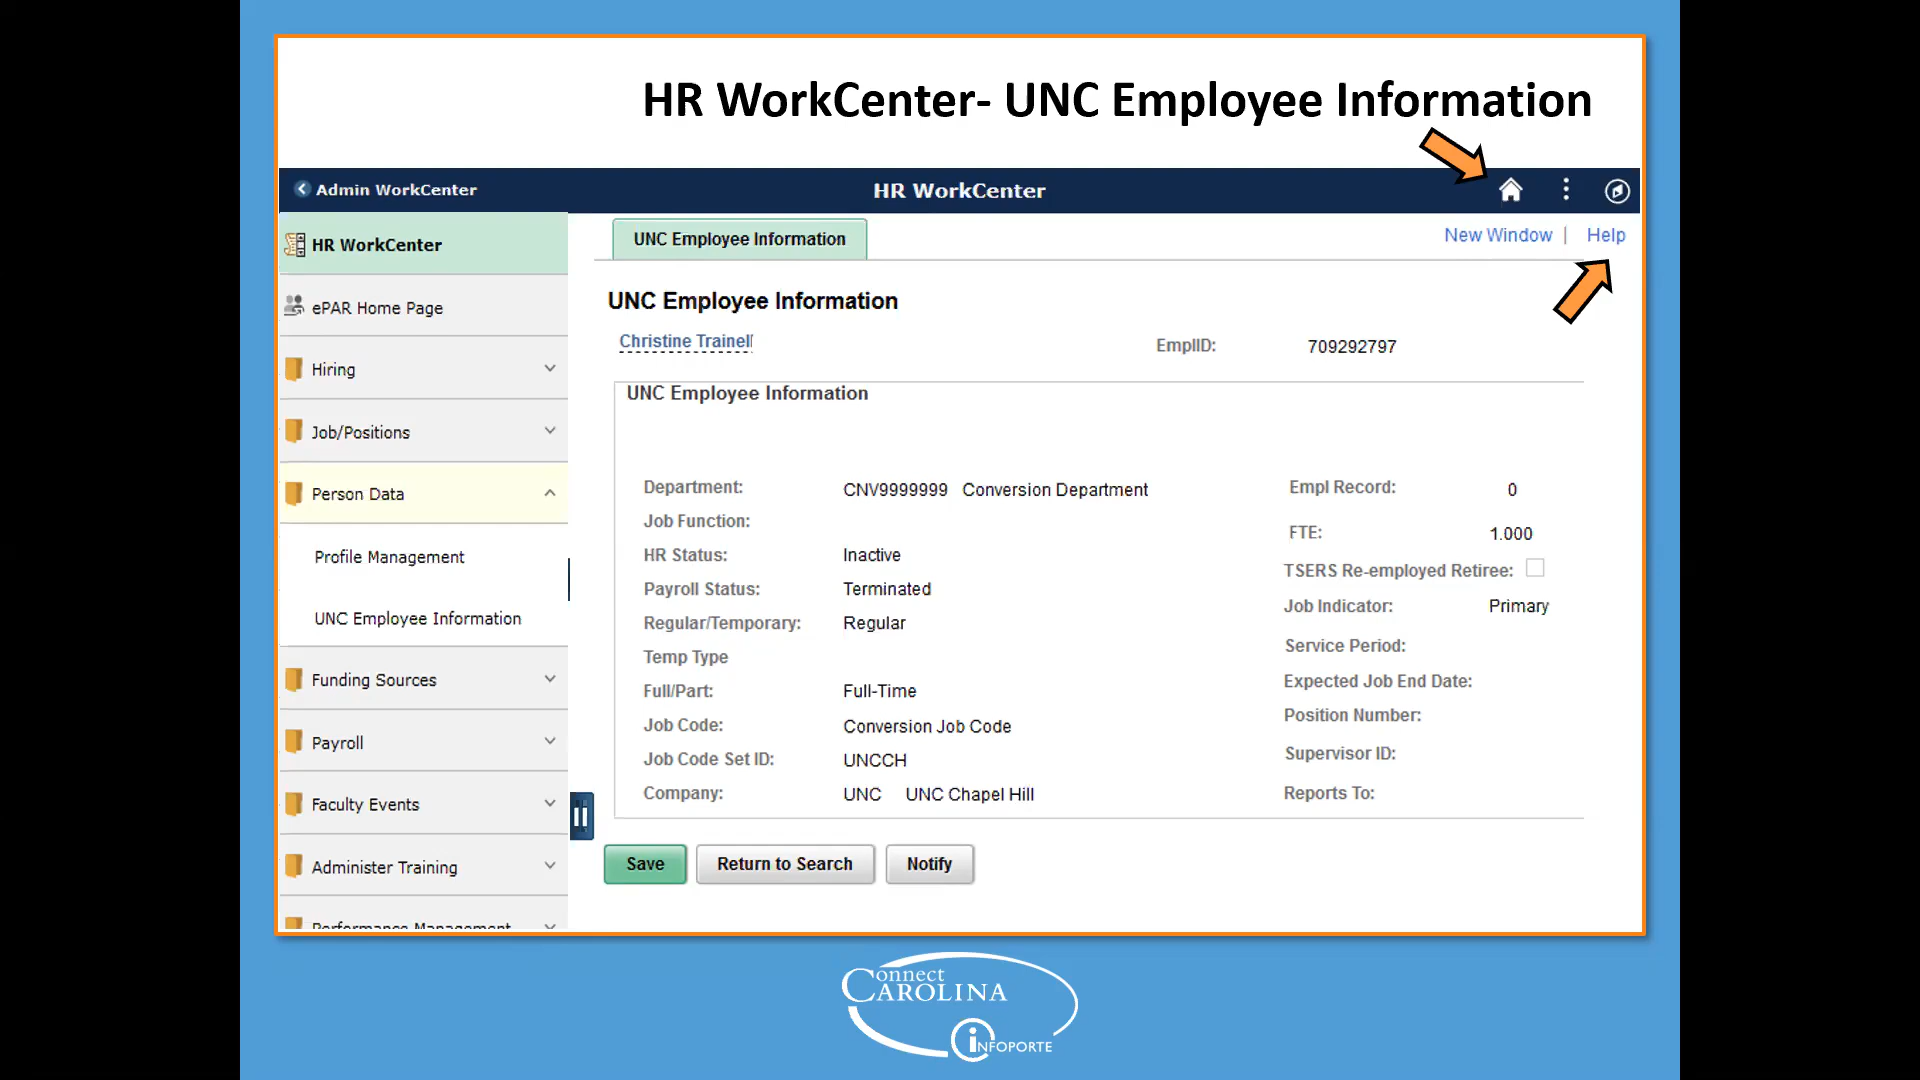 HR WorkCenter- UNC Employee Information
Admin WorkCenter
HR WorkCenter
HR WorkCenter
ePAR Home Page
Hiring
Job/Positions
Person Data
Profile Management
UNC Employee Information
Funding Sources
Payroll
Faculty Events
Administer Training
Performance Management
UNC Employee Information
New Window | Help
UNC Employee Information
Christine Trainell
EmplID: 709292797
UNC Employee Information
Department: CNV9999999 Conversion Department
Job Function:
HR Status: Inactive
Payroll Status: Terminated
Regular/Temporary: Regular
Temp Type
Full/Part: Full-Time
Job Code: Conversion Job Code
Job Code Set ID: UNCCH
Company: UNC UNC Chapel Hill
Empl Record: 0
FTE: 1.000
TSERS Re-employed Retiree:
Job Indicator: Primary
Service Period:
Expected Job End Date:
Position Number:
Supervisor ID:
Reports To:
Save Return to Search Notify
Connect
CAROLINA
INFOPORTE